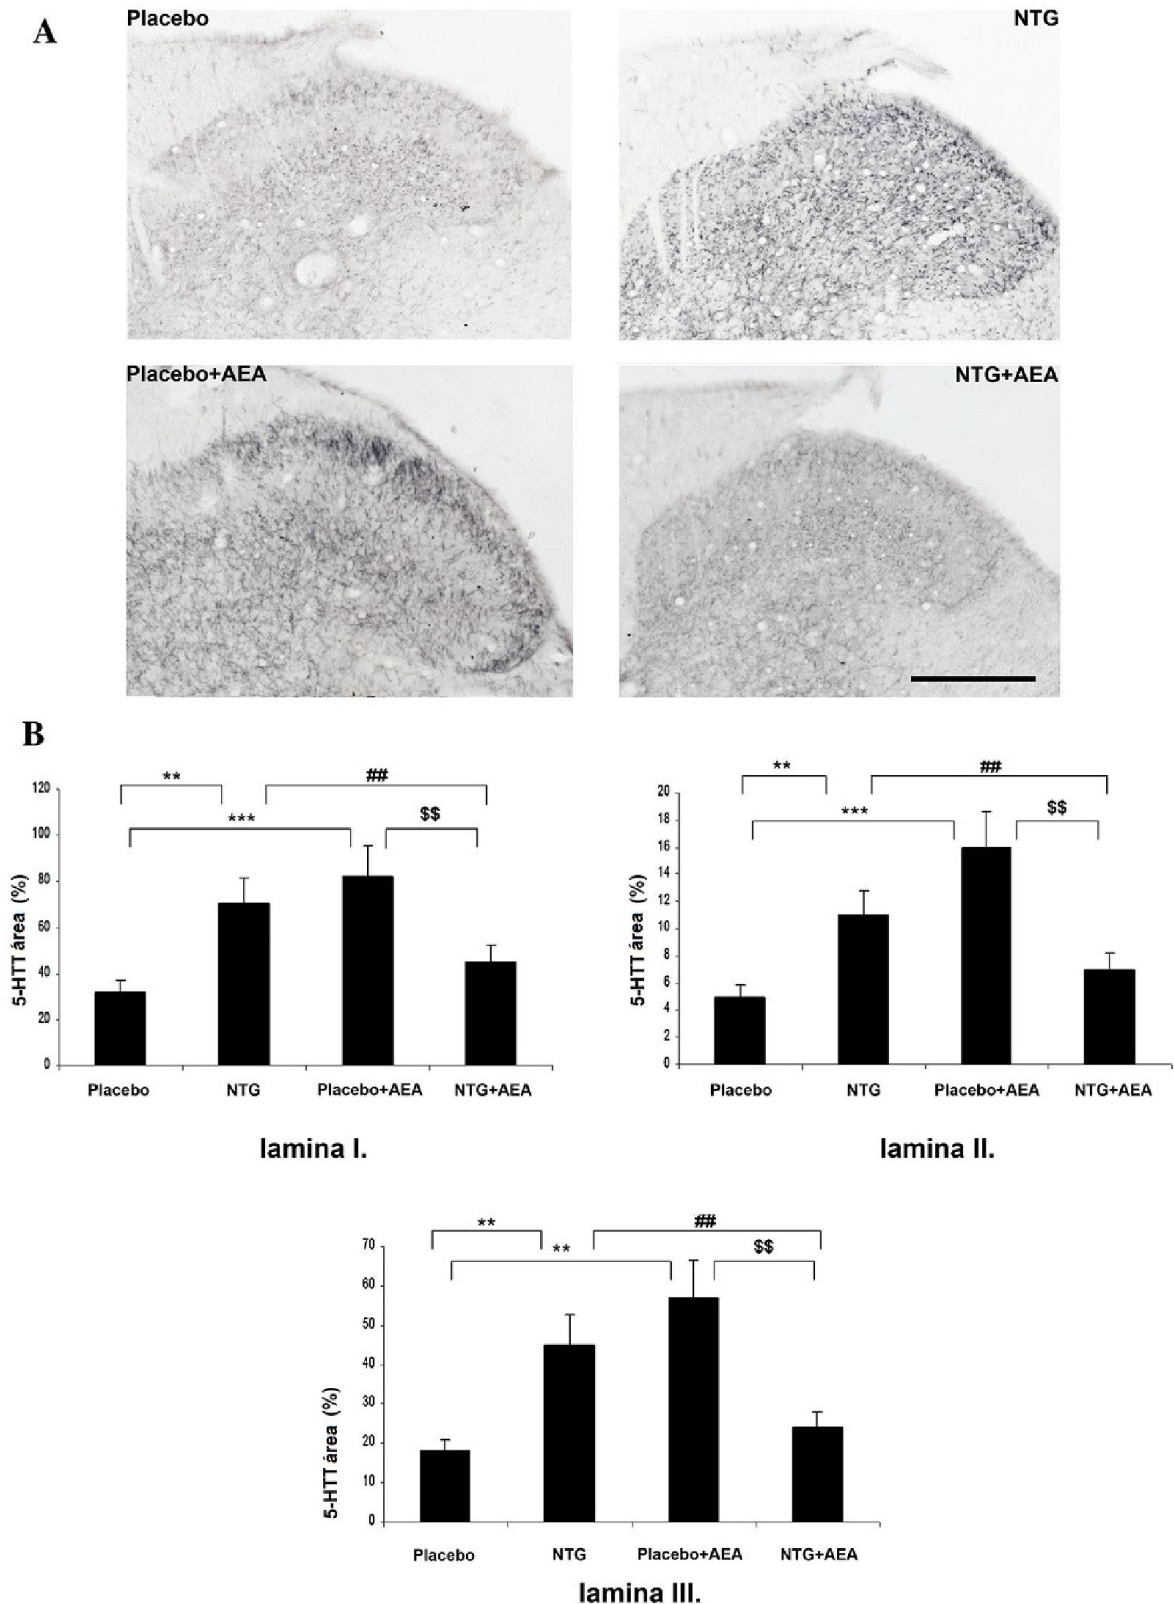 A
Placebo
NTG
Placebo+AEA
NTG+AEA
B
** ##
*** $$
120
100
80
60
40
20
0
5-HTT área (%)
Placebo NTG Placebo+AEA NTG+AEA
lamina I.
** ##
*** $$
20
18
16
14
12
10
8
6
4
2
0
5-HTT área (%)
Placebo NTG Placebo+AEA NTG+AEA
lamina II.
** ##
** $$
70
60
50
40
30
20
10
0
5-HTT área (%)
Placebo NTG Placebo+AEA NTG+AEA
lamina III.